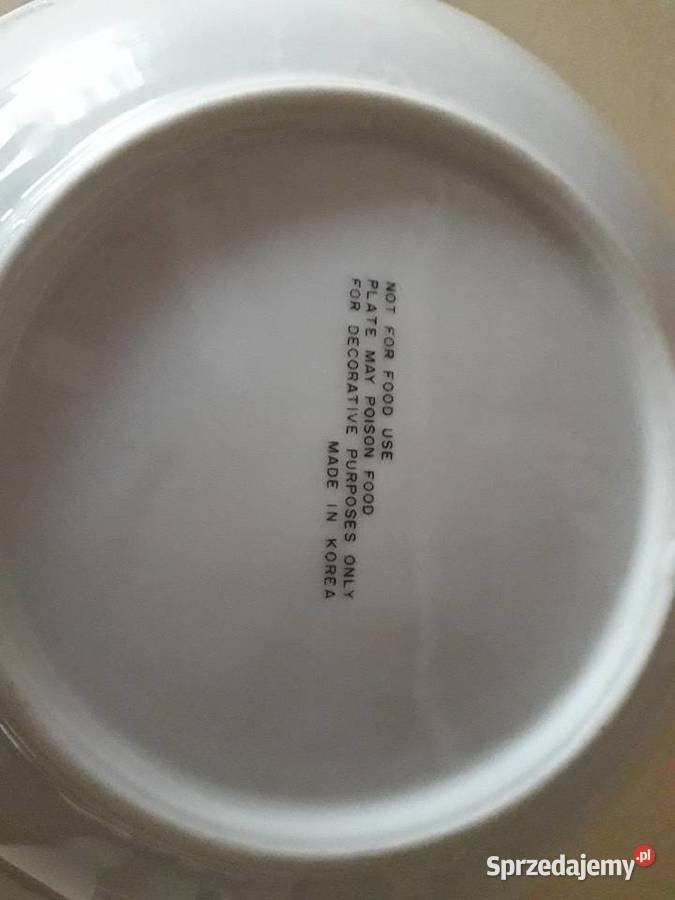 NOT FOR FOOD USE
PLATE MAY POISON FOOD
FOR DECORATIVE PURPOSES ONLY
MADE IN KOREA
Sprzedajemy.pl